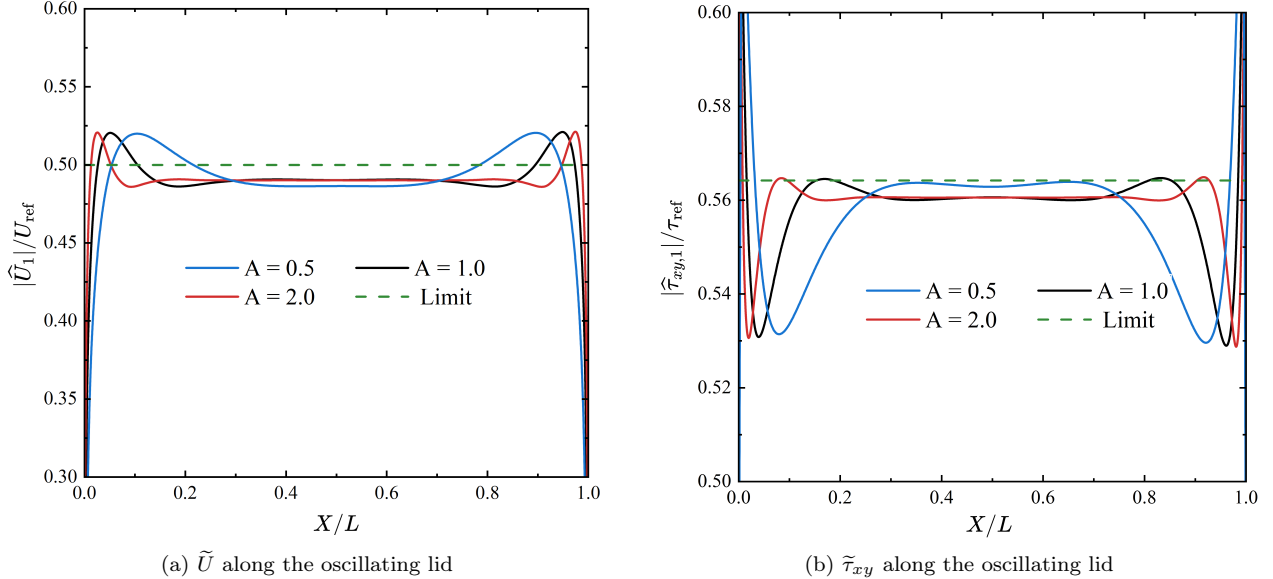 0.60
0.55
0.50
0.45
0.40
0.35
0.30
0.0 0.2 0.4 0.6 0.8 1.0
|Û₁|/U_ref
X/L
A = 0.5
A = 1.0
A = 2.0
Limit
(a) Ũ along the oscillating lid
0.60
0.58
0.56
0.54
0.52
0.50
0.0 0.2 0.4 0.6 0.8 1.0
|τ̂_{xy,1}|/τ_ref
X/L
A = 0.5
A = 1.0
A = 2.0
Limit
(b) τ̃_{xy} along the oscillating lid